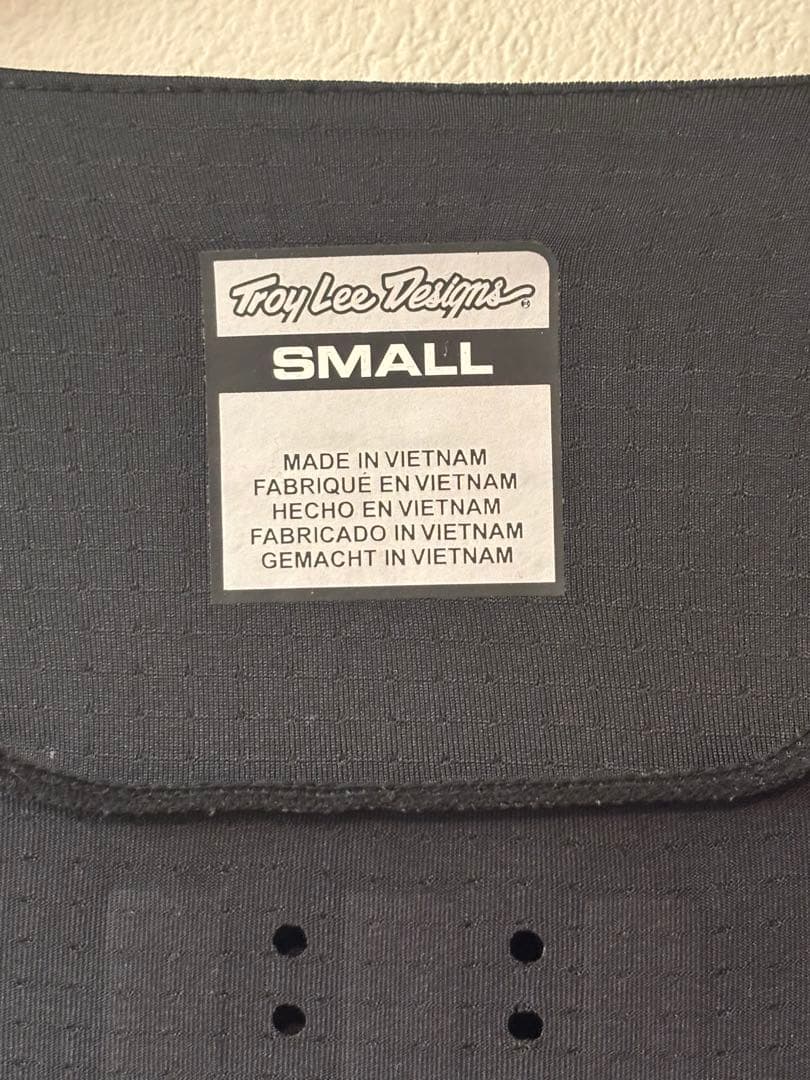 Troy Lee Designs®
SMALL
MADE IN VIETNAM
FABRIQUÉ EN VIETNAM
HECHO EN VIETNAM
FABRICADO IN VIETNAM
GEMACHT IN VIETNAM